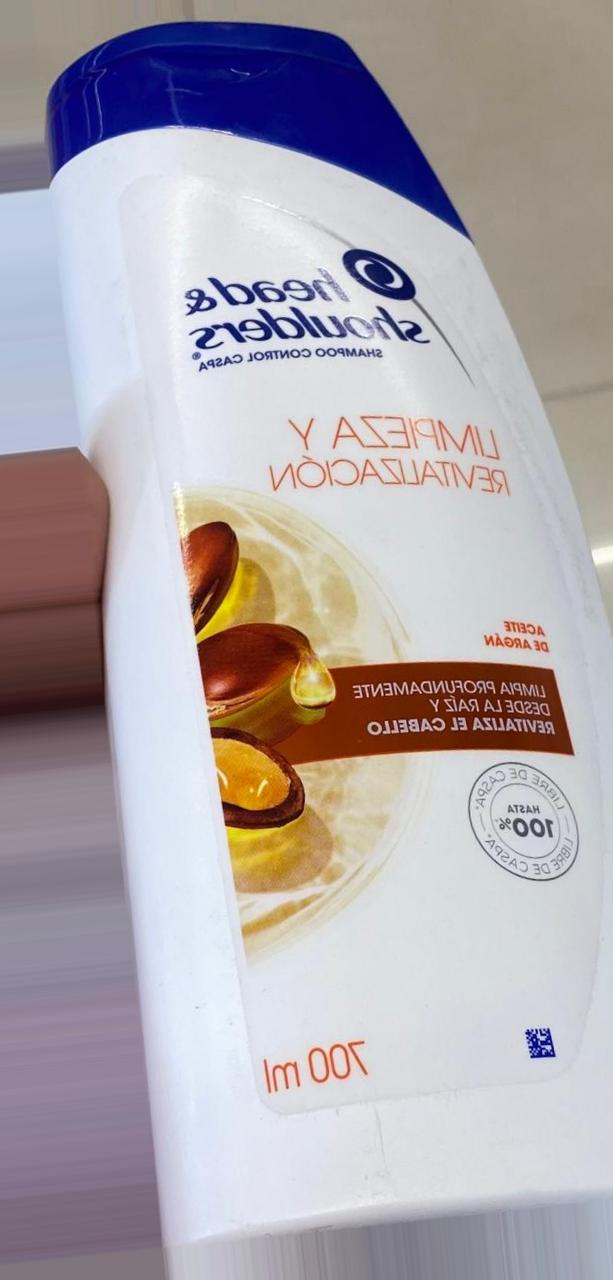 head&
shoulders
SHAMPOO CONTROL CASPA®
LIMPIEZA Y
REVITALIZACIÓN
ACEITE
DE ARGÁN
LIMPIA PROFUNDAMENTE
DESDE LA RAÍZ Y
REVITALIZA EL CABELLO
LIBRE DE CASPA*
HASTA
100%
LIBRE DE CASPA*
700 ml